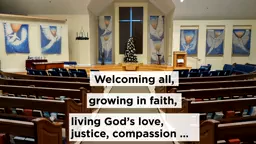 Welcoming all,
growing in faith,
living God's love,
justice, compassion ...